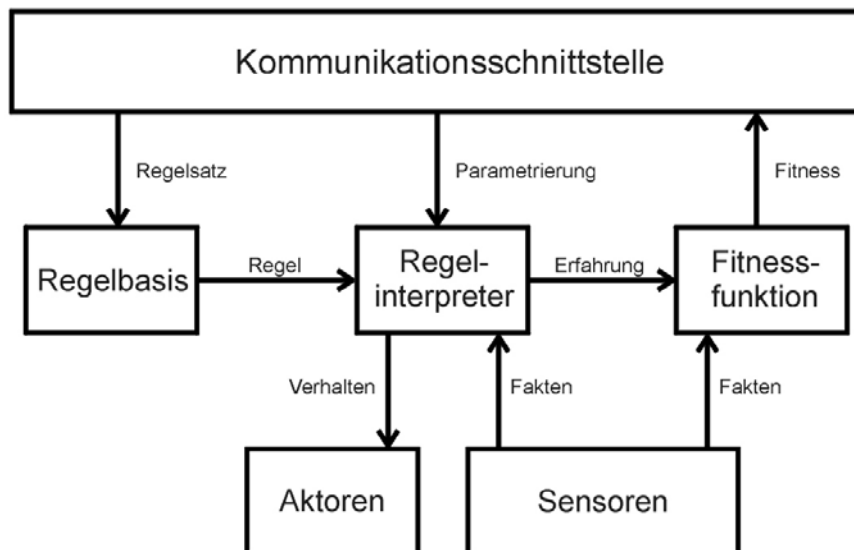 Kommunikationsschnittstelle
Regelsatz
Parametrierung
Fitness
Regelbasis
Regel
Regel-
interpreter
Erfahrung
Fitness-
funktion
Verhalten
Fakten
Fakten
Aktoren
Sensoren